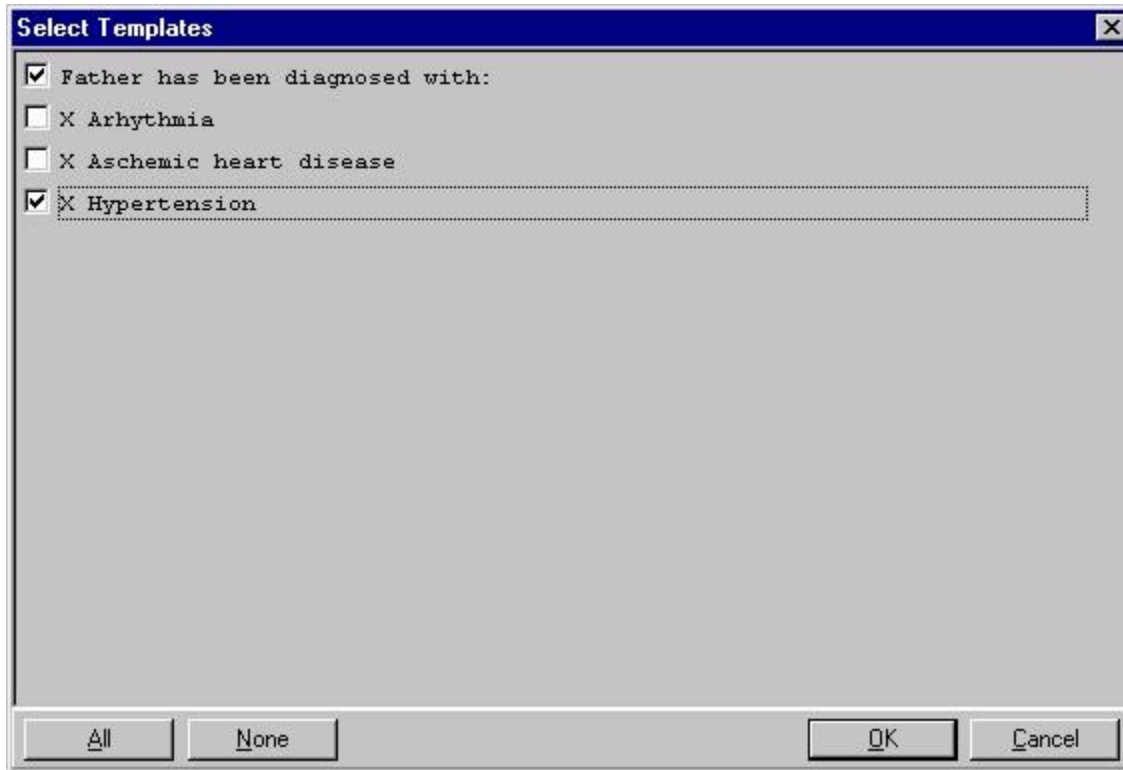 Select Templates
Father has been diagnosed with:
X Arhythmia
X Aschemic heart disease
X Hypertension
All None OK Cancel